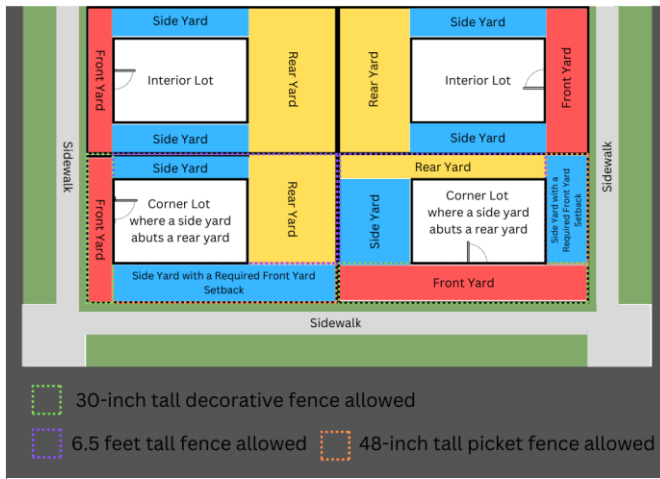 Side Yard
Side Yard
Front Yard
Interior Lot
Rear Yard
Rear Yard
Interior Lot
Front Yard
Side Yard
Side Yard
Sidewalk
Sidewalk
Side Yard
Rear Yard
Front Yard
Corner Lot
where a side yard
abuts a rear yard
Rear Yard
Side Yard
Corner Lot
where a side yard
abuts a rear yard
Side Yard with a
Required Front Yard
Setback
Side Yard with a Required Front Yard
Setback
Front Yard
Sidewalk
30-inch tall decorative fence allowed
6.5 feet tall fence allowed
48-inch tall picket fence allowed